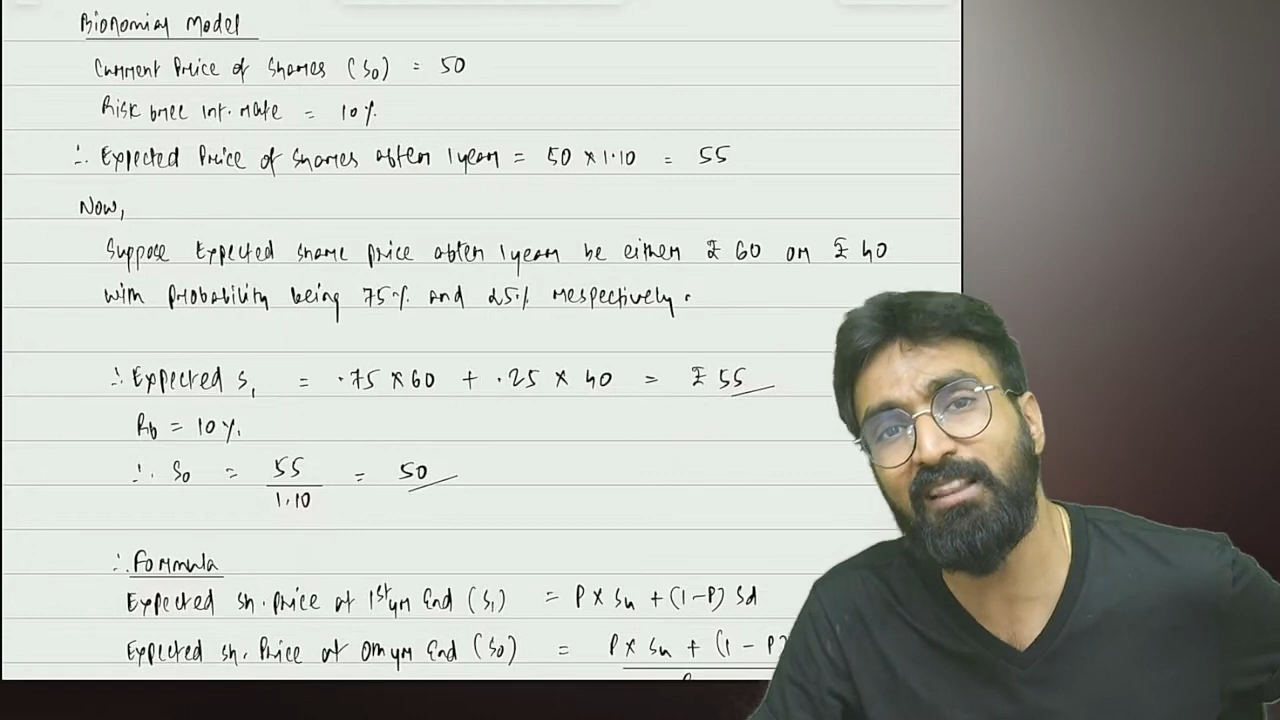 Bionomial Model
Current Price of Shares (S₀) = 50
Risk free int. rate = 10%
∴ Expected Price of Shares after 1 year = 50 × 1.10 = 55
Now,
Suppose Expected share price after 1 year be either ₹ 60 or ₹ 40
with Probability being 75% and 25% respectively.
∴ Expected S₁ = .75 × 60 + .25 × 40 = ₹ 55
Rf = 10%
∴ S₀ = 55 / 1.10 = 50
∴ Formula
Expected sh. price at 1st yr End (S₁) = P × Su + (1-P) Sd
Expected sh. Price at 0th yr End (S₀) = P × Su + (1 - P)